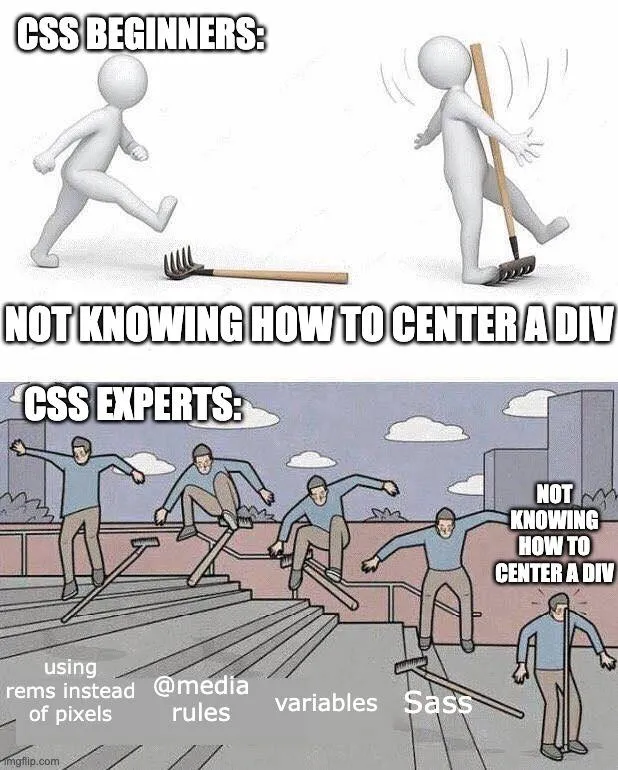 CSS BEGINNERS:
NOT KNOWING HOW TO CENTER A DIV
CSS EXPERTS:
NOT
KNOWING
HOW TO
CENTER A DIV
using
rems instead
of pixels
@media
rules
variables
Sass
imgflip.com